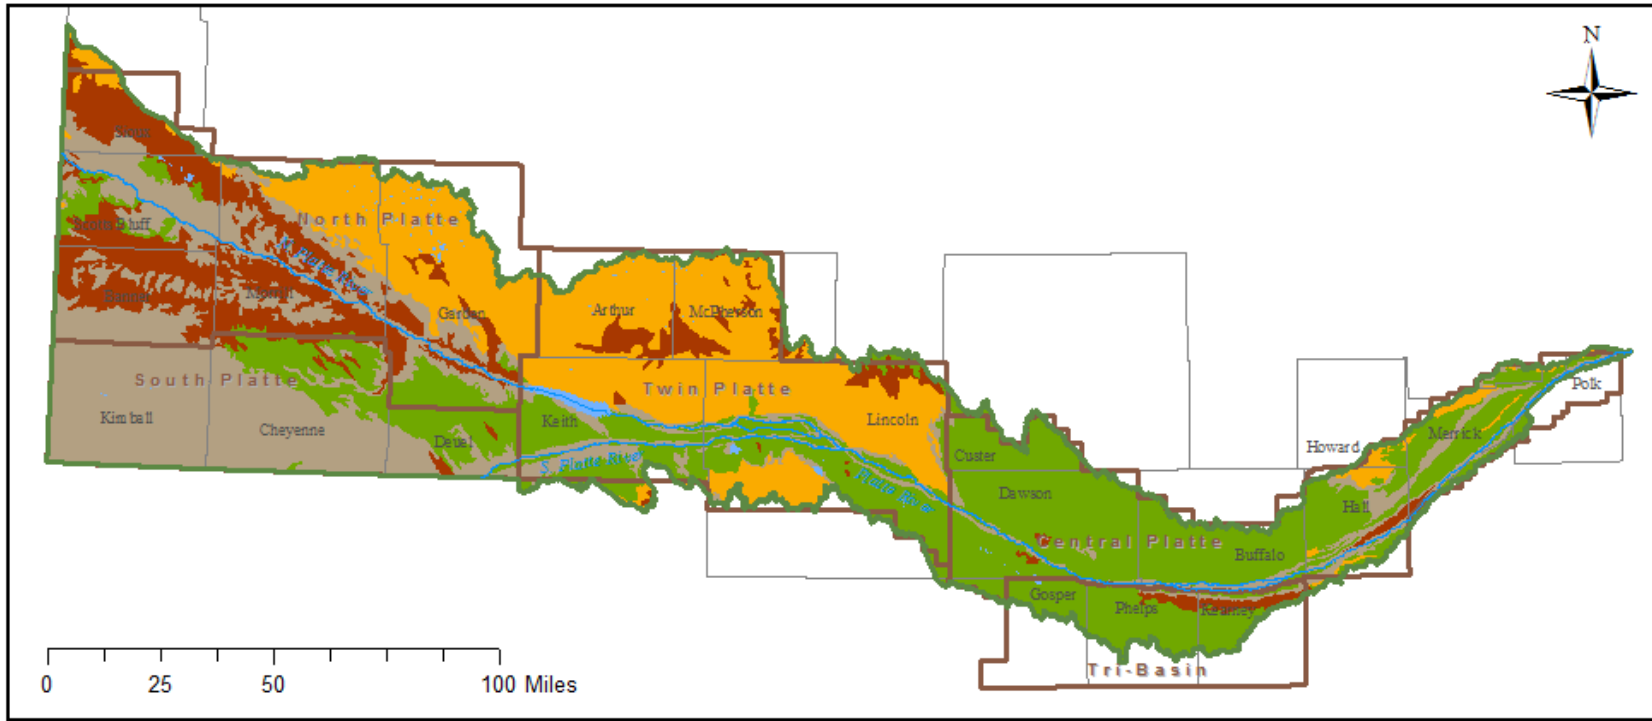 N
Sioux
North Platte
Scotts Bluff
N. Platte River
Banner
Morrill
Garden
Arthur
McPherson
South Platte
Twin Platte
Polk
Kimball
Cheyenne
Deuel
Keith
Lincoln
Howard
Merrick
S. Platte River
Custer
Platte River
Dawson
Hall
Central Platte
Buffalo
Gosper
Phelps
Kearney
Tri-Basin
0 25 50 100 Miles